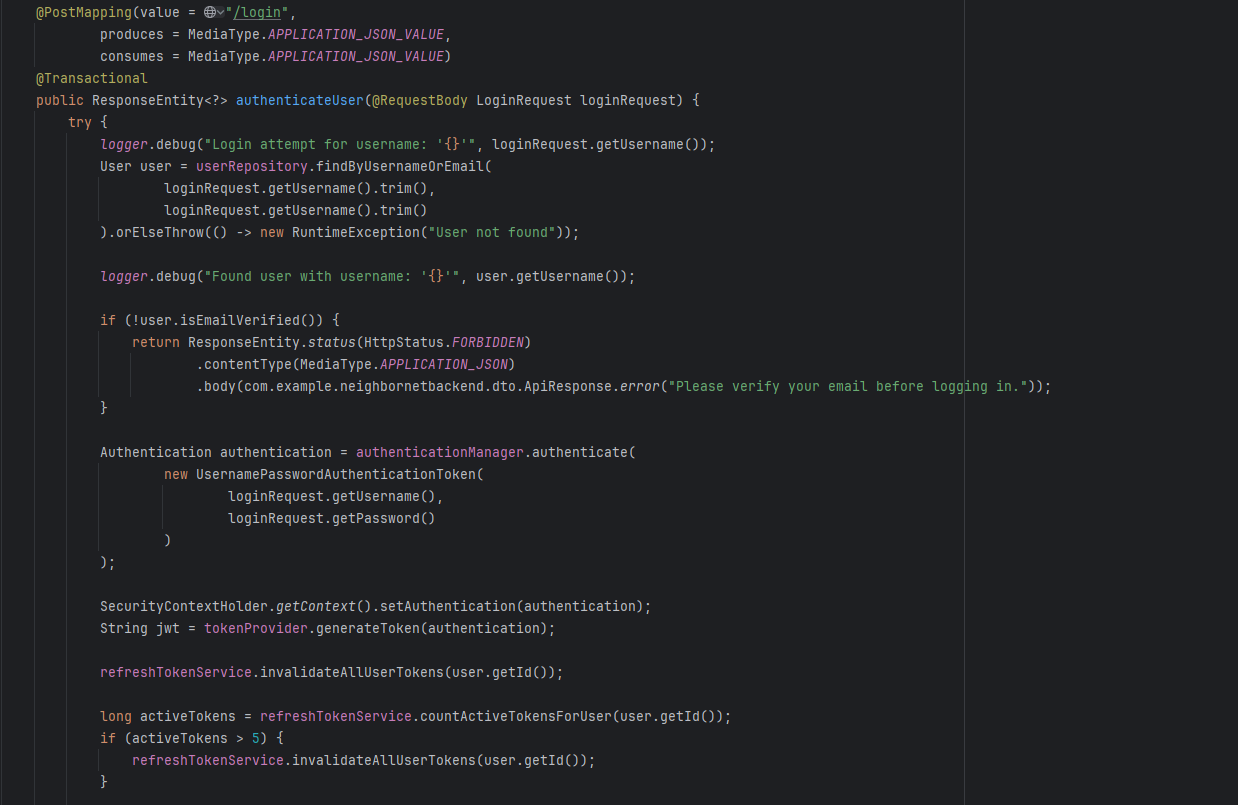 @PostMapping(value = "/login",
        produces = MediaType.APPLICATION_JSON_VALUE,
        consumes = MediaType.APPLICATION_JSON_VALUE)
@Transactional
public ResponseEntity<?> authenticateUser(@RequestBody LoginRequest loginRequest) {
    try {
        logger.debug("Login attempt for username: '{}'", loginRequest.getUsername());
        User user = userRepository.findByUsernameOrEmail(
                loginRequest.getUsername().trim(),
                loginRequest.getUsername().trim()
        ).orElseThrow(() -> new RuntimeException("User not found"));

        logger.debug("Found user with username: '{}'", user.getUsername());

        if (!user.isEmailVerified()) {
            return ResponseEntity.status(HttpStatus.FORBIDDEN)
                    .contentType(MediaType.APPLICATION_JSON)
                    .body(com.example.neighbornetbackend.dto.ApiResponse.error("Please verify your email before logging in."));
        }

        Authentication authentication = authenticationManager.authenticate(
                new UsernamePasswordAuthenticationToken(
                        loginRequest.getUsername(),
                        loginRequest.getPassword()
                )
        );

        SecurityContextHolder.getContext().setAuthentication(authentication);
        String jwt = tokenProvider.generateToken(authentication);

        refreshTokenService.invalidateAllUserTokens(user.getId());

        long activeTokens = refreshTokenService.countActiveTokensForUser(user.getId());
        if (activeTokens > 5) {
            refreshTokenService.invalidateAllUserTokens(user.getId());
        }